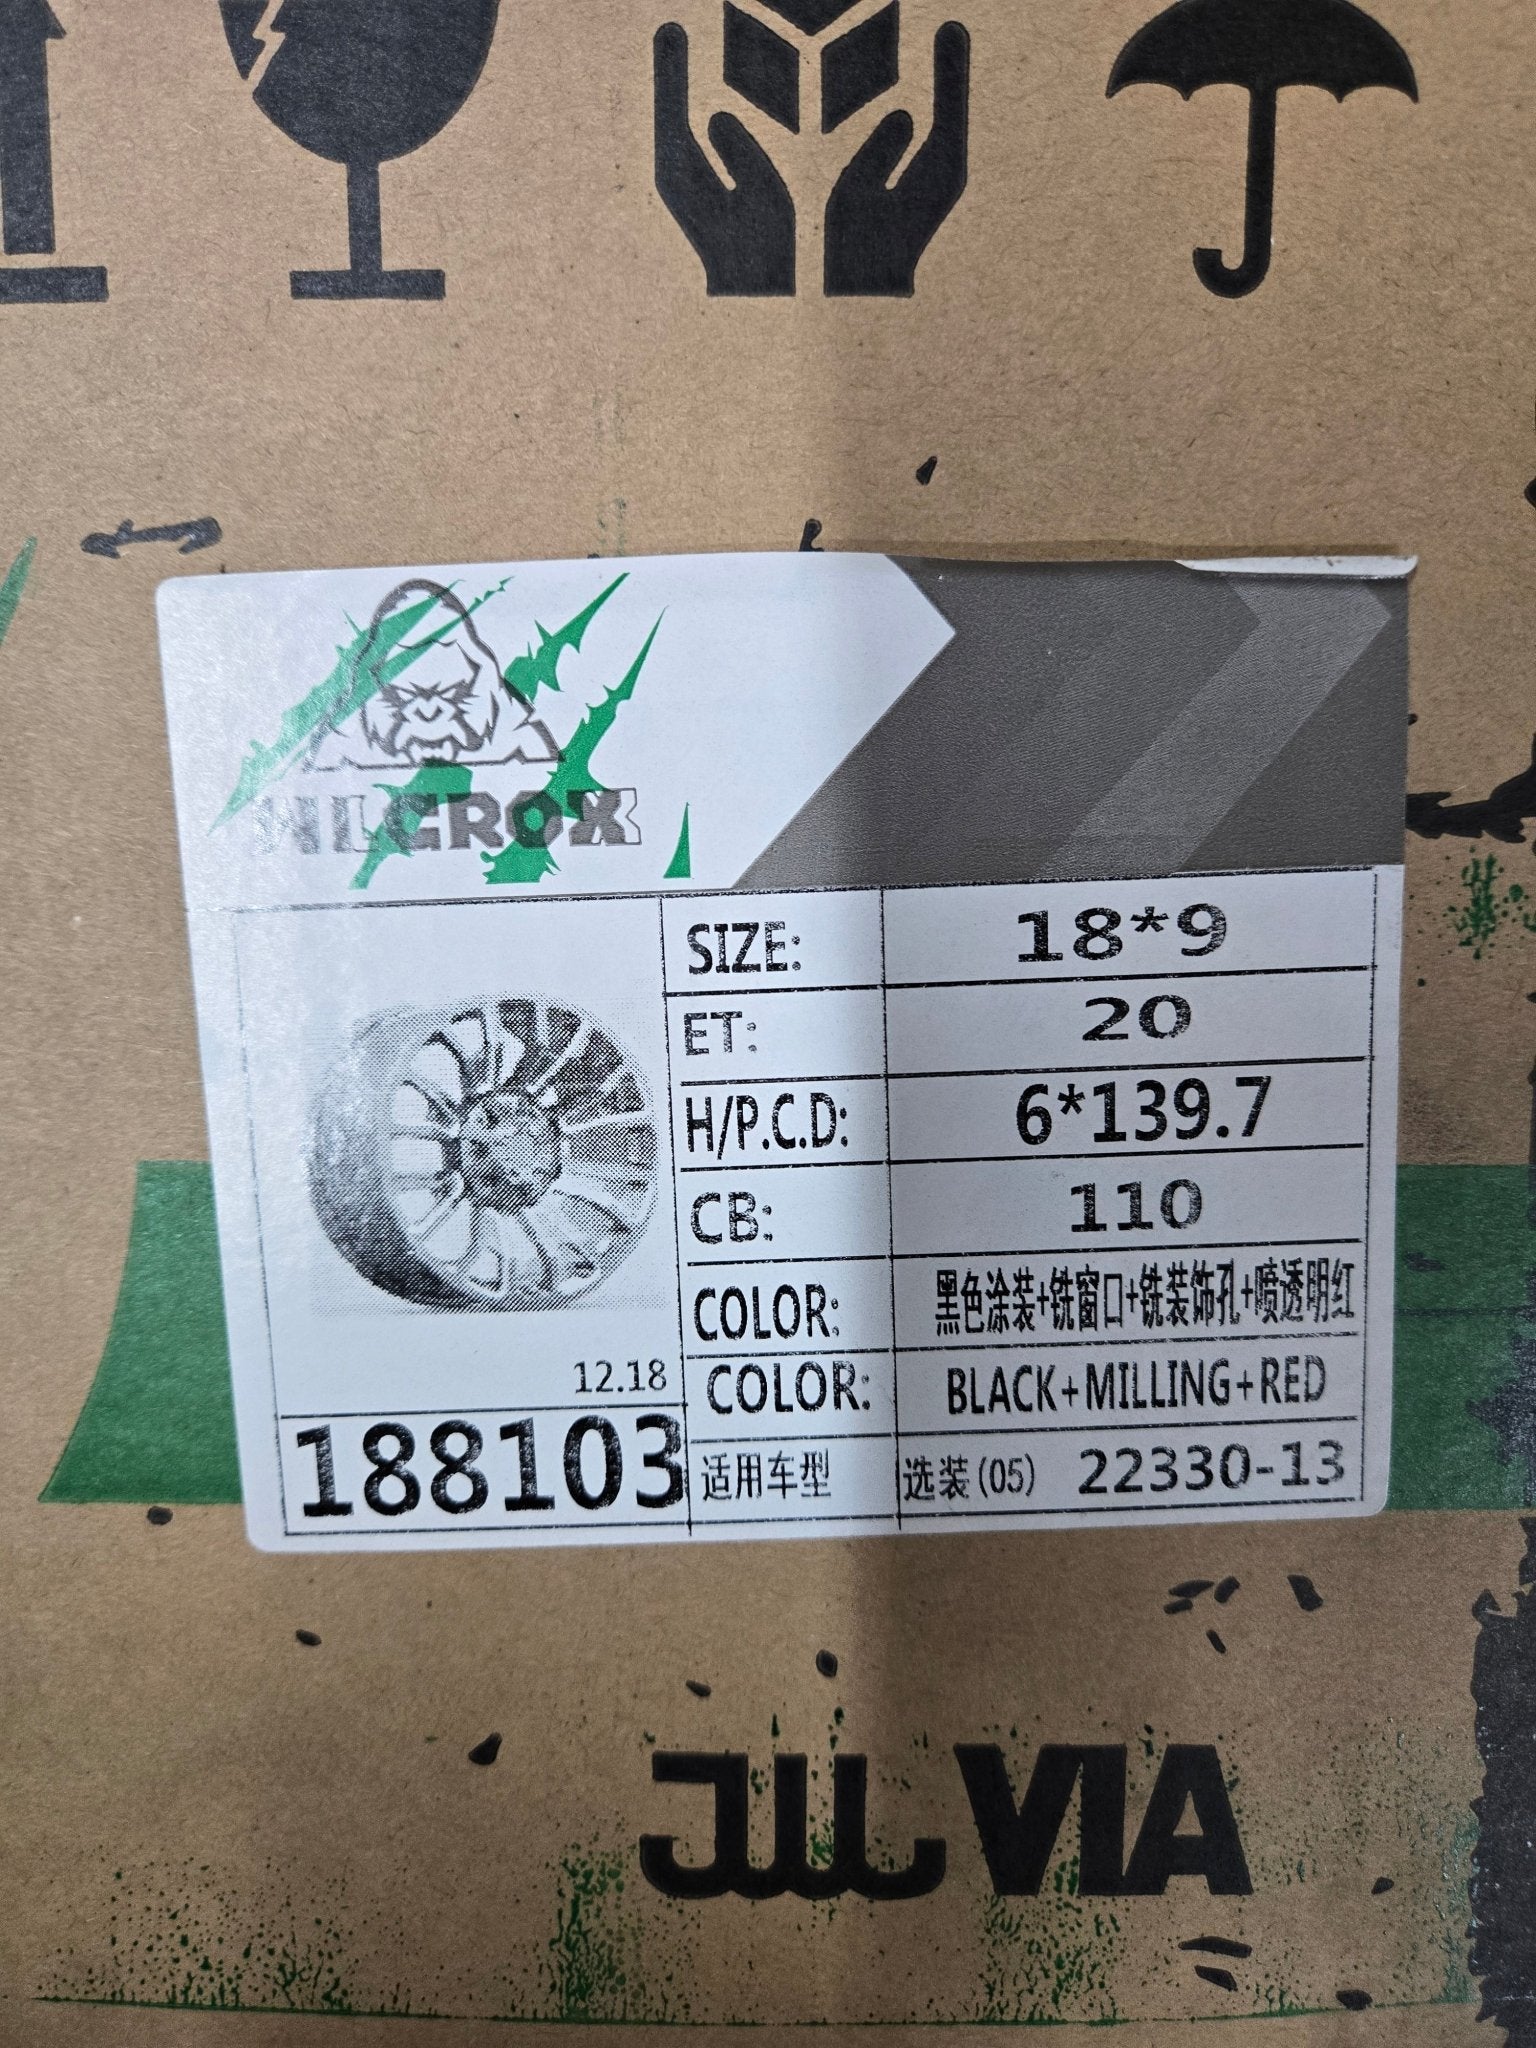 HLGROX
SIZE: 18*9
ET: 20
H/P.C.D: 6*139.7
CB: 110
COLOR: 黑色涂装+铣窗口+铣装饰孔+喷透明红
12.18
COLOR: BLACK+MILLING+RED
188103
适用车型 选装(05) 22330-13
VIA